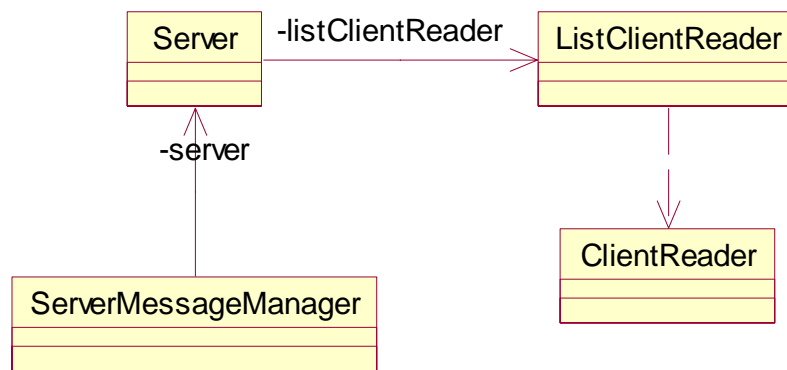 Server
-listClientReader
ListClientReader
-server
ClientReader
ServerMessageManager